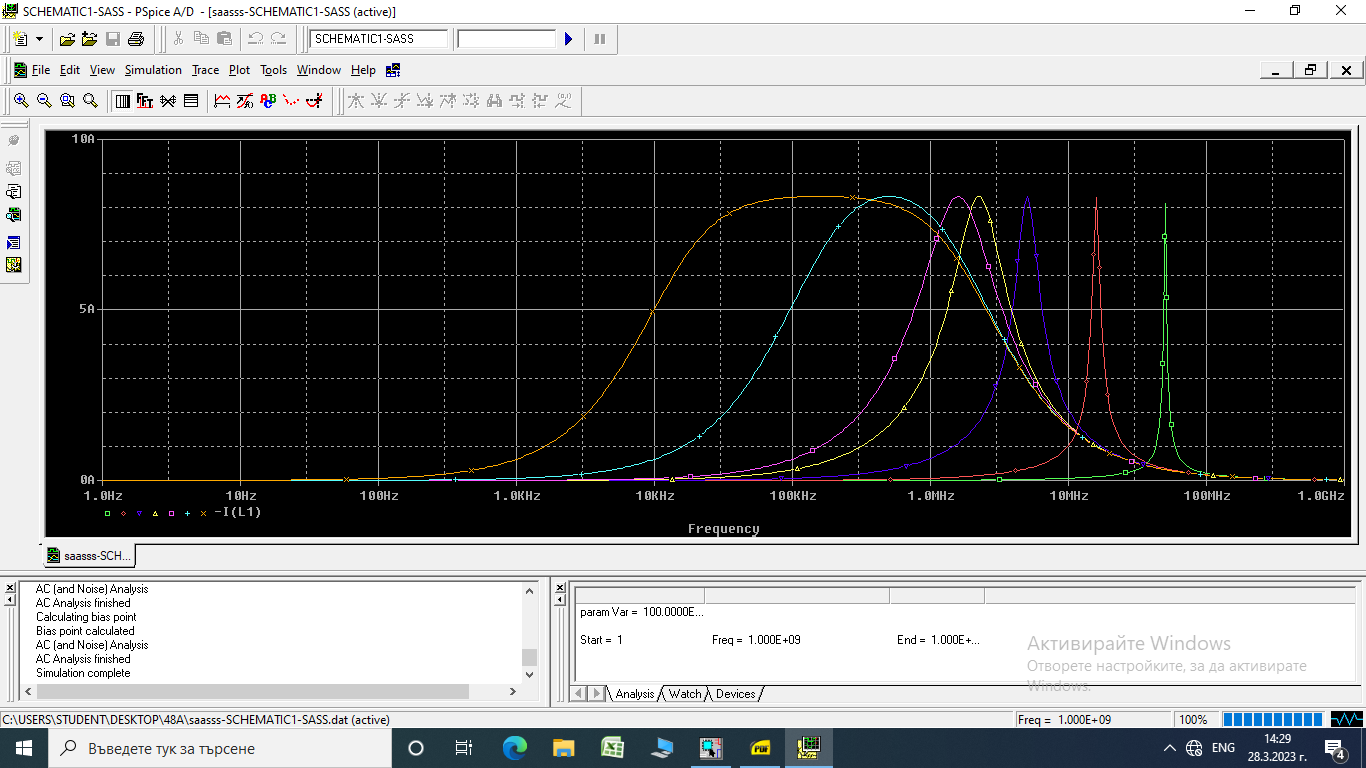 SCHEMATIC1-SASS - PSpice A/D - [saasss-SCHEMATIC1-SASS (active)]
SCHEMATIC1-SASS
File Edit View Simulation Trace Plot Tools Window Help
10A
5A
0A
1.0Hz 10Hz 100Hz 1.0KHz 10KHz 100KHz 1.0MHz 10MHz 100MHz 1.0GHz
-I(L1)
Frequency
saasss-SCH...
AC (and Noise) Analysis
AC Analysis finished
Calculating bias point
Bias point calculated
AC (and Noise) Analysis
AC Analysis finished
Simulation complete
param Var = 100.0000E...
Start = 1 Freq = 1.000E+09 End = 1.000E+...
Активирайте Windows
Отворете настройките, за да активирате
Windows.
Analysis Watch Devices
C:\USERS\STUDENT\DESKTOP\48A\saasss-SCHEMATIC1-SASS.dat (active) Freq = 1.000E+09 100%
Въведете тук за търсене
PDF
ENG
14:29
28.3.2023 г.
4